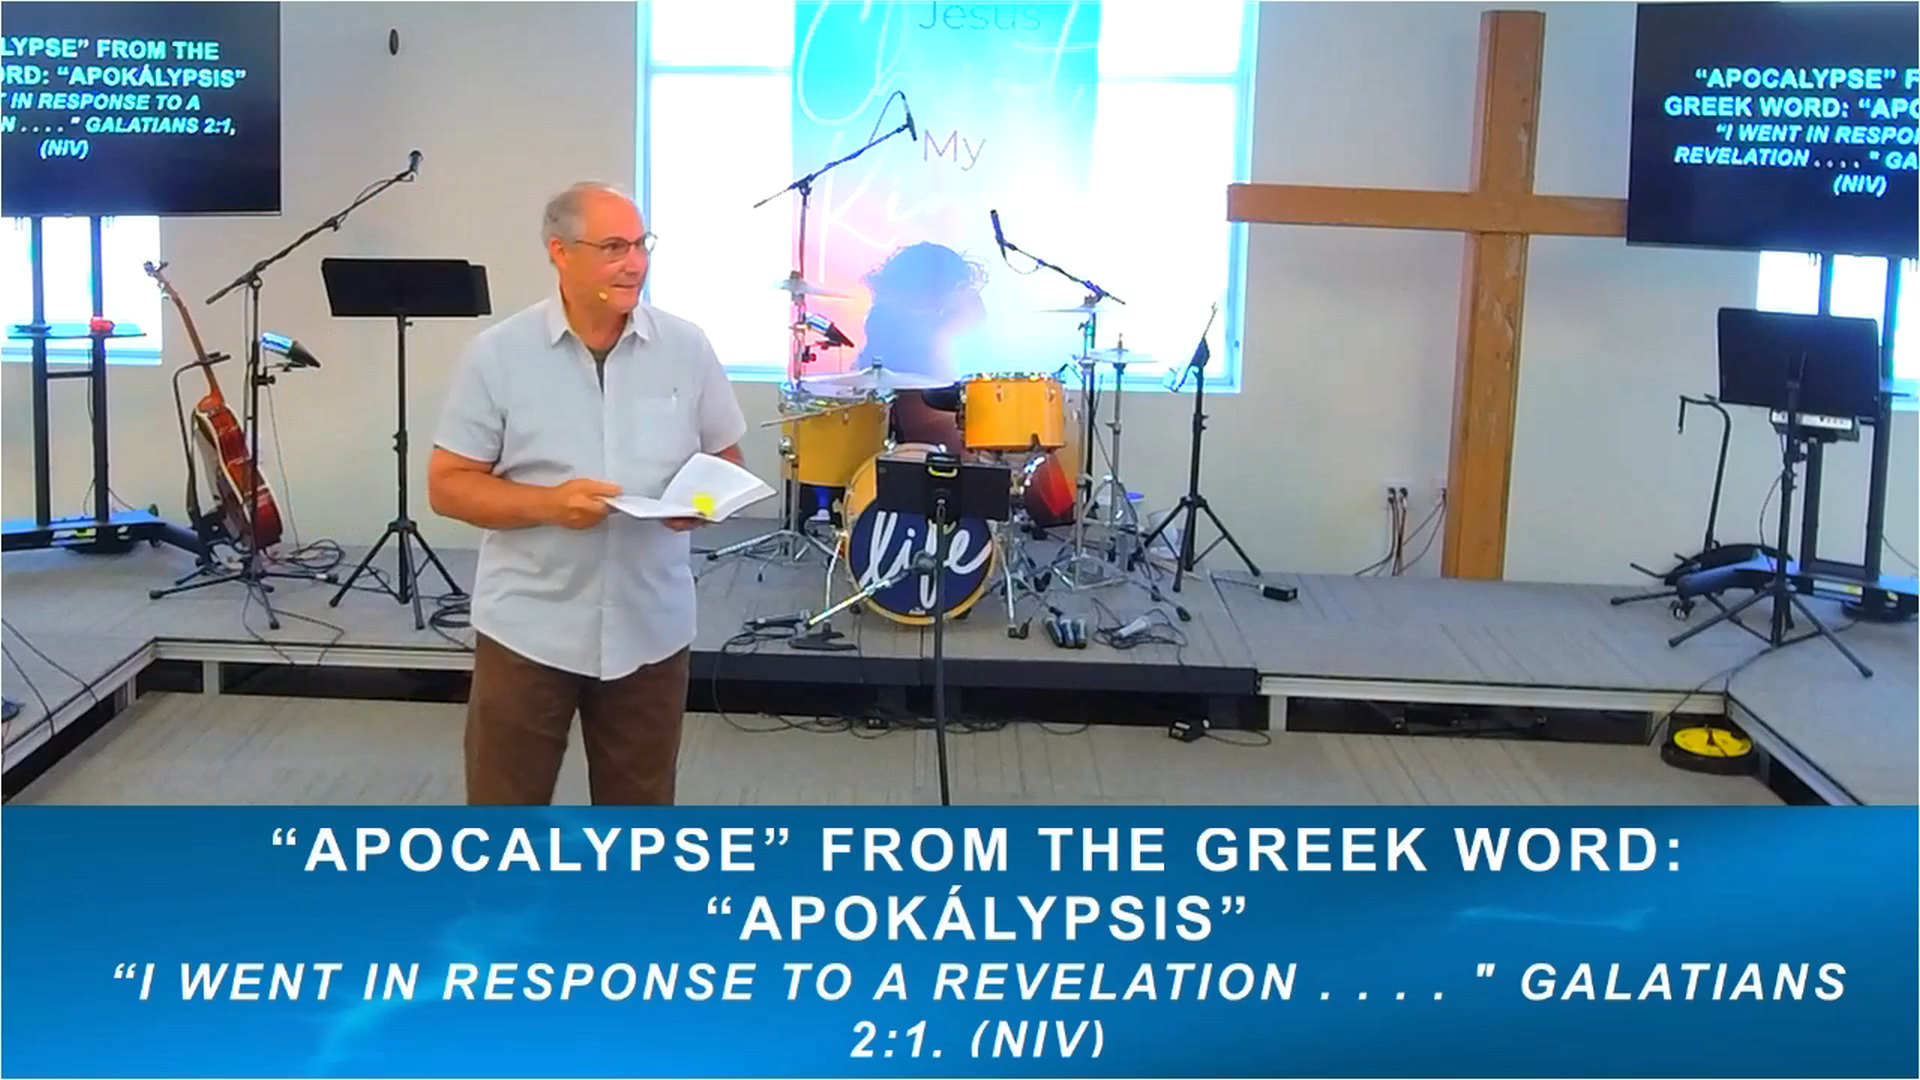 LYPSE” FROM THE
RD: “APOKÁLYPSIS”
IN RESPONSE TO A
N . . . . " GALATIANS 2:1,
(NIV)
Jesus
Christ
My
King
“APOCALYPSE” F
GREEK WORD: “APO
“I WENT IN RESPO
REVELATION . . . . " GA
(NIV)
life
“APOCALYPSE” FROM THE GREEK WORD:
“APOKÁLYPSIS”
“I WENT IN RESPONSE TO A REVELATION . . . . " GALATIANS
2:1. (NIV)